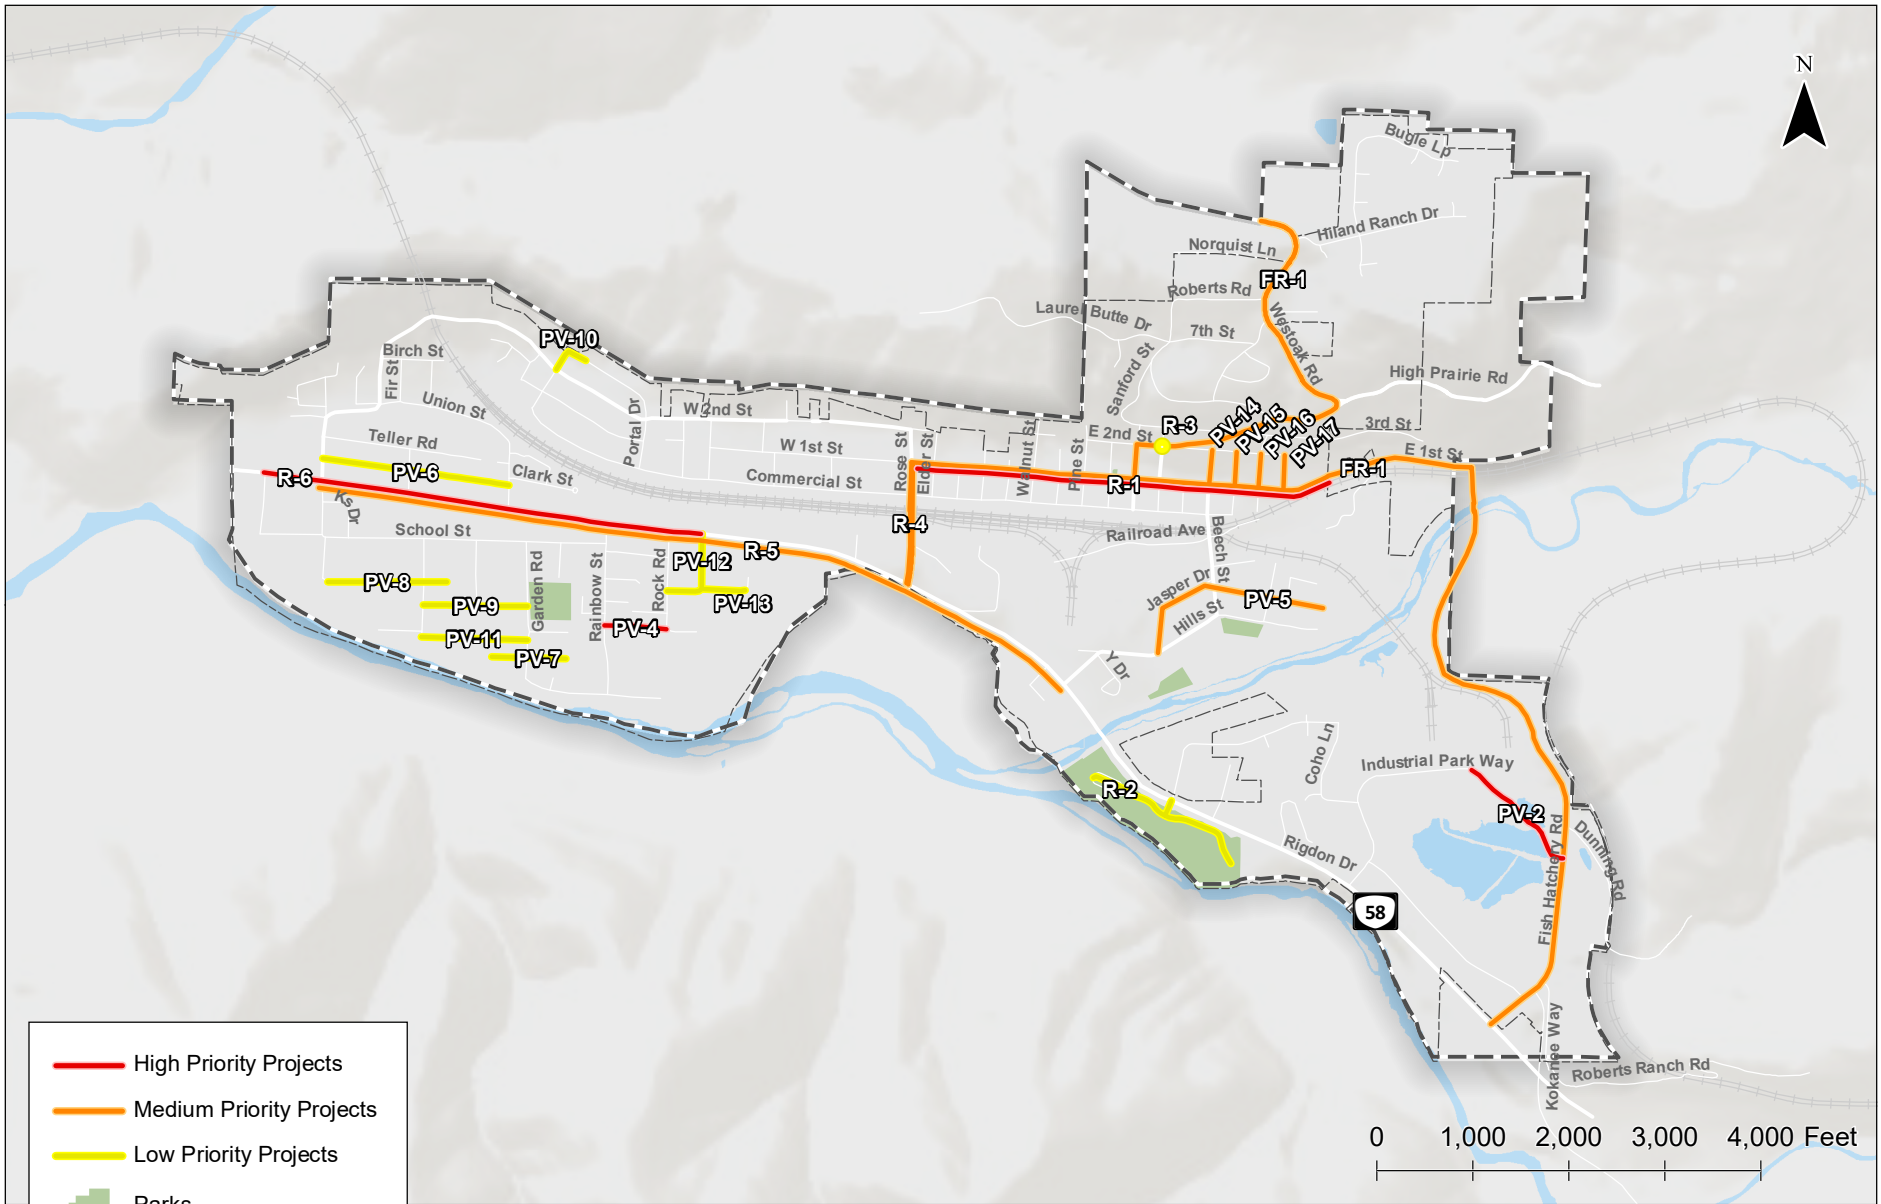 N
Bugle Lp
Hiland Ranch Dr
Norquist Ln
FR-1
Roberts Rd
Laurel Butte Dr
7th St
Westoak Rd
PV-10
Birch St
Fir St
Sanford St
High Prairie Rd
Union St
Portal Dr
W 2nd St
PV-14
PV-15
PV-16
PV-17
R-3
3rd St
E 2nd St
Teller Rd
W 1st St
Rose St
Elder St
Walnut St
Pine St
E 1st St
FR-1
R-6
PV-6
Clark St
Commercial St
R-1
Ks Dr
School St
R-4
Railroad Ave
Beech St
R-5
PV-12
Garden Rd
Rainbow St
Rock Rd
PV-8
PV-9
PV-13
Jasper Dr
PV-5
Hills St
PV-11
PV-4
PV-7
Y Dr
Coho Ln
Industrial Park Way
R-2
PV-2
Rigdon Dr
Fish Hatchery Rd
Dunning Rd
58
Kokanee Way
Roberts Ranch Rd
High Priority Projects
Medium Priority Projects
Low Priority Projects
Parks
0 1,000 2,000 3,000 4,000 Feet